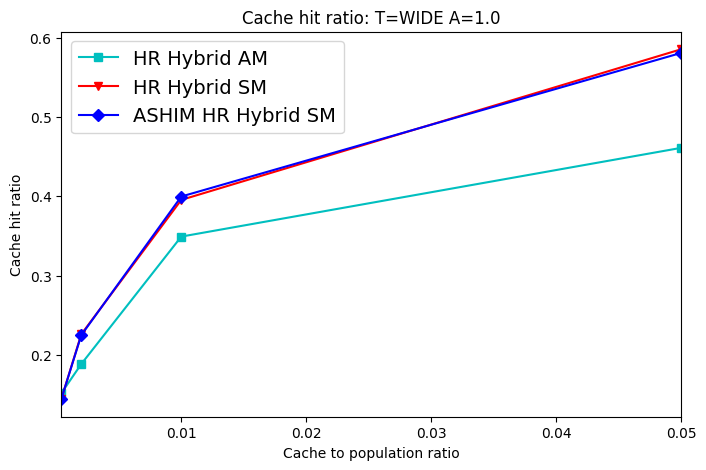 Cache hit ratio: T=WIDE A=1.0
HR Hybrid AM
HR Hybrid SM
ASHIM HR Hybrid SM
Cache hit ratio
0.6
0.5
0.4
0.3
0.2
0.01 0.02 0.03 0.04 0.05
Cache to population ratio